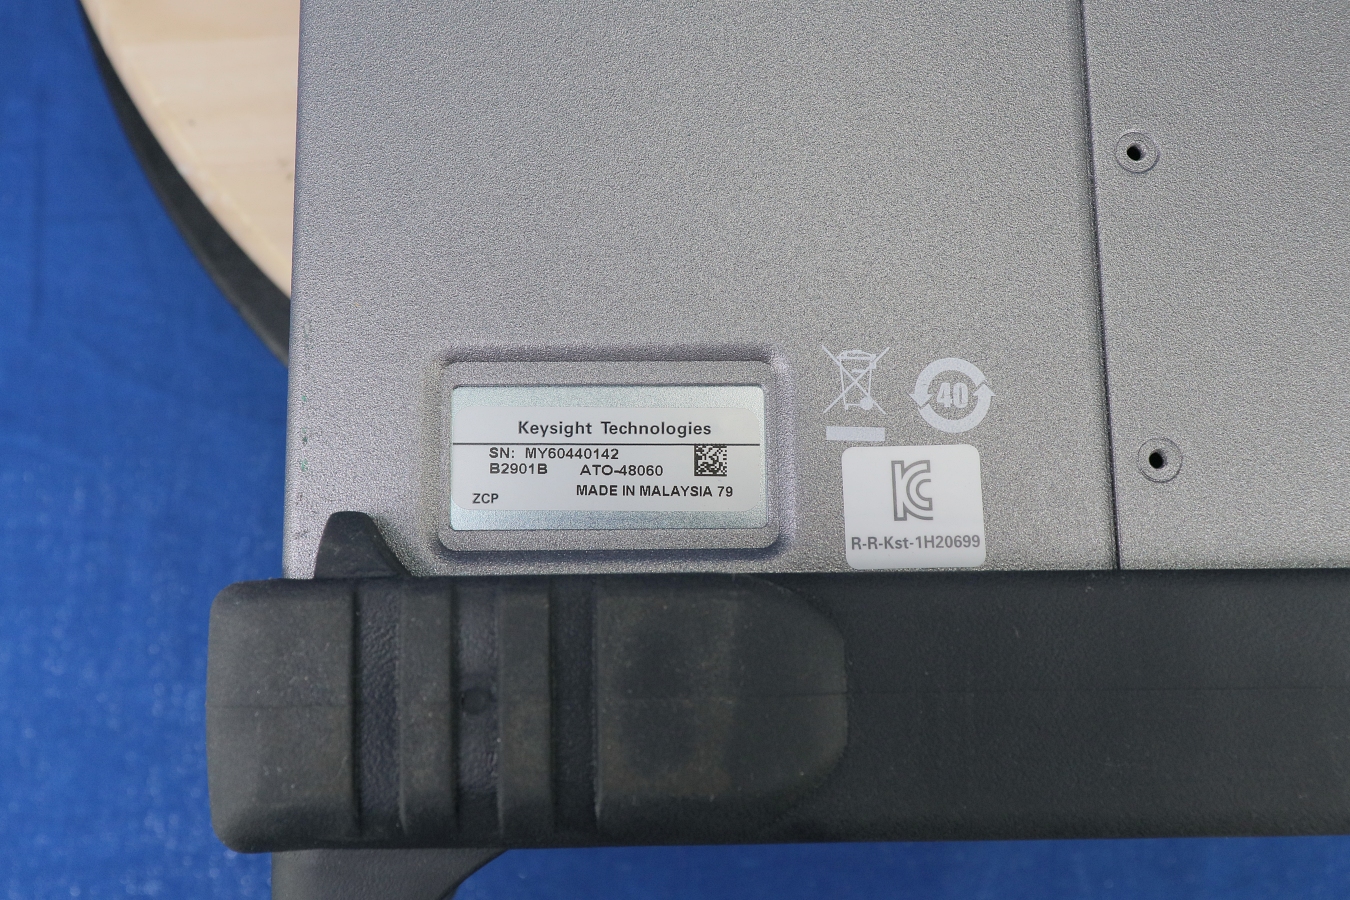 Keysight Technologies
SN: MY60440142
B2901B ATO-48060
MADE IN MALAYSIA 79
ZCP
40
R-R-Kst-1H20699